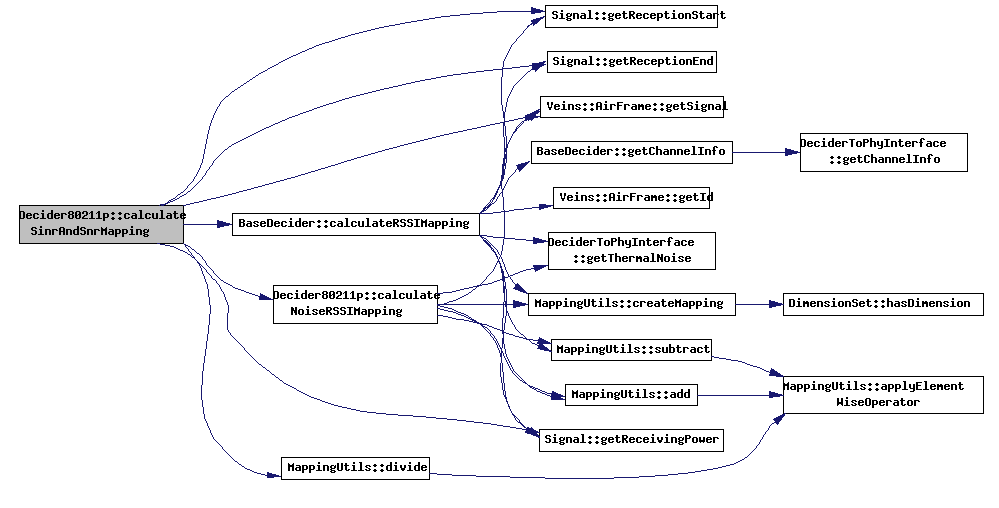 Signal::getReceptionStart
Signal::getReceptionEnd
Veins::AirFrame::getSignal
BaseDecider::getChannelInfo
DeciderToPhyInterface
::getChannelInfo
Veins::AirFrame::getId
Decider80211p::calculate
SinrAndSnrMapping
BaseDecider::calculateRSSIMapping
DeciderToPhyInterface
::getThermalNoise
Decider80211p::calculate
NoiseRSSIMapping
MappingUtils::createMapping
DimensionSet::hasDimension
MappingUtils::subtract
MappingUtils::add
MappingUtils::applyElement
WiseOperator
Signal::getReceivingPower
MappingUtils::divide